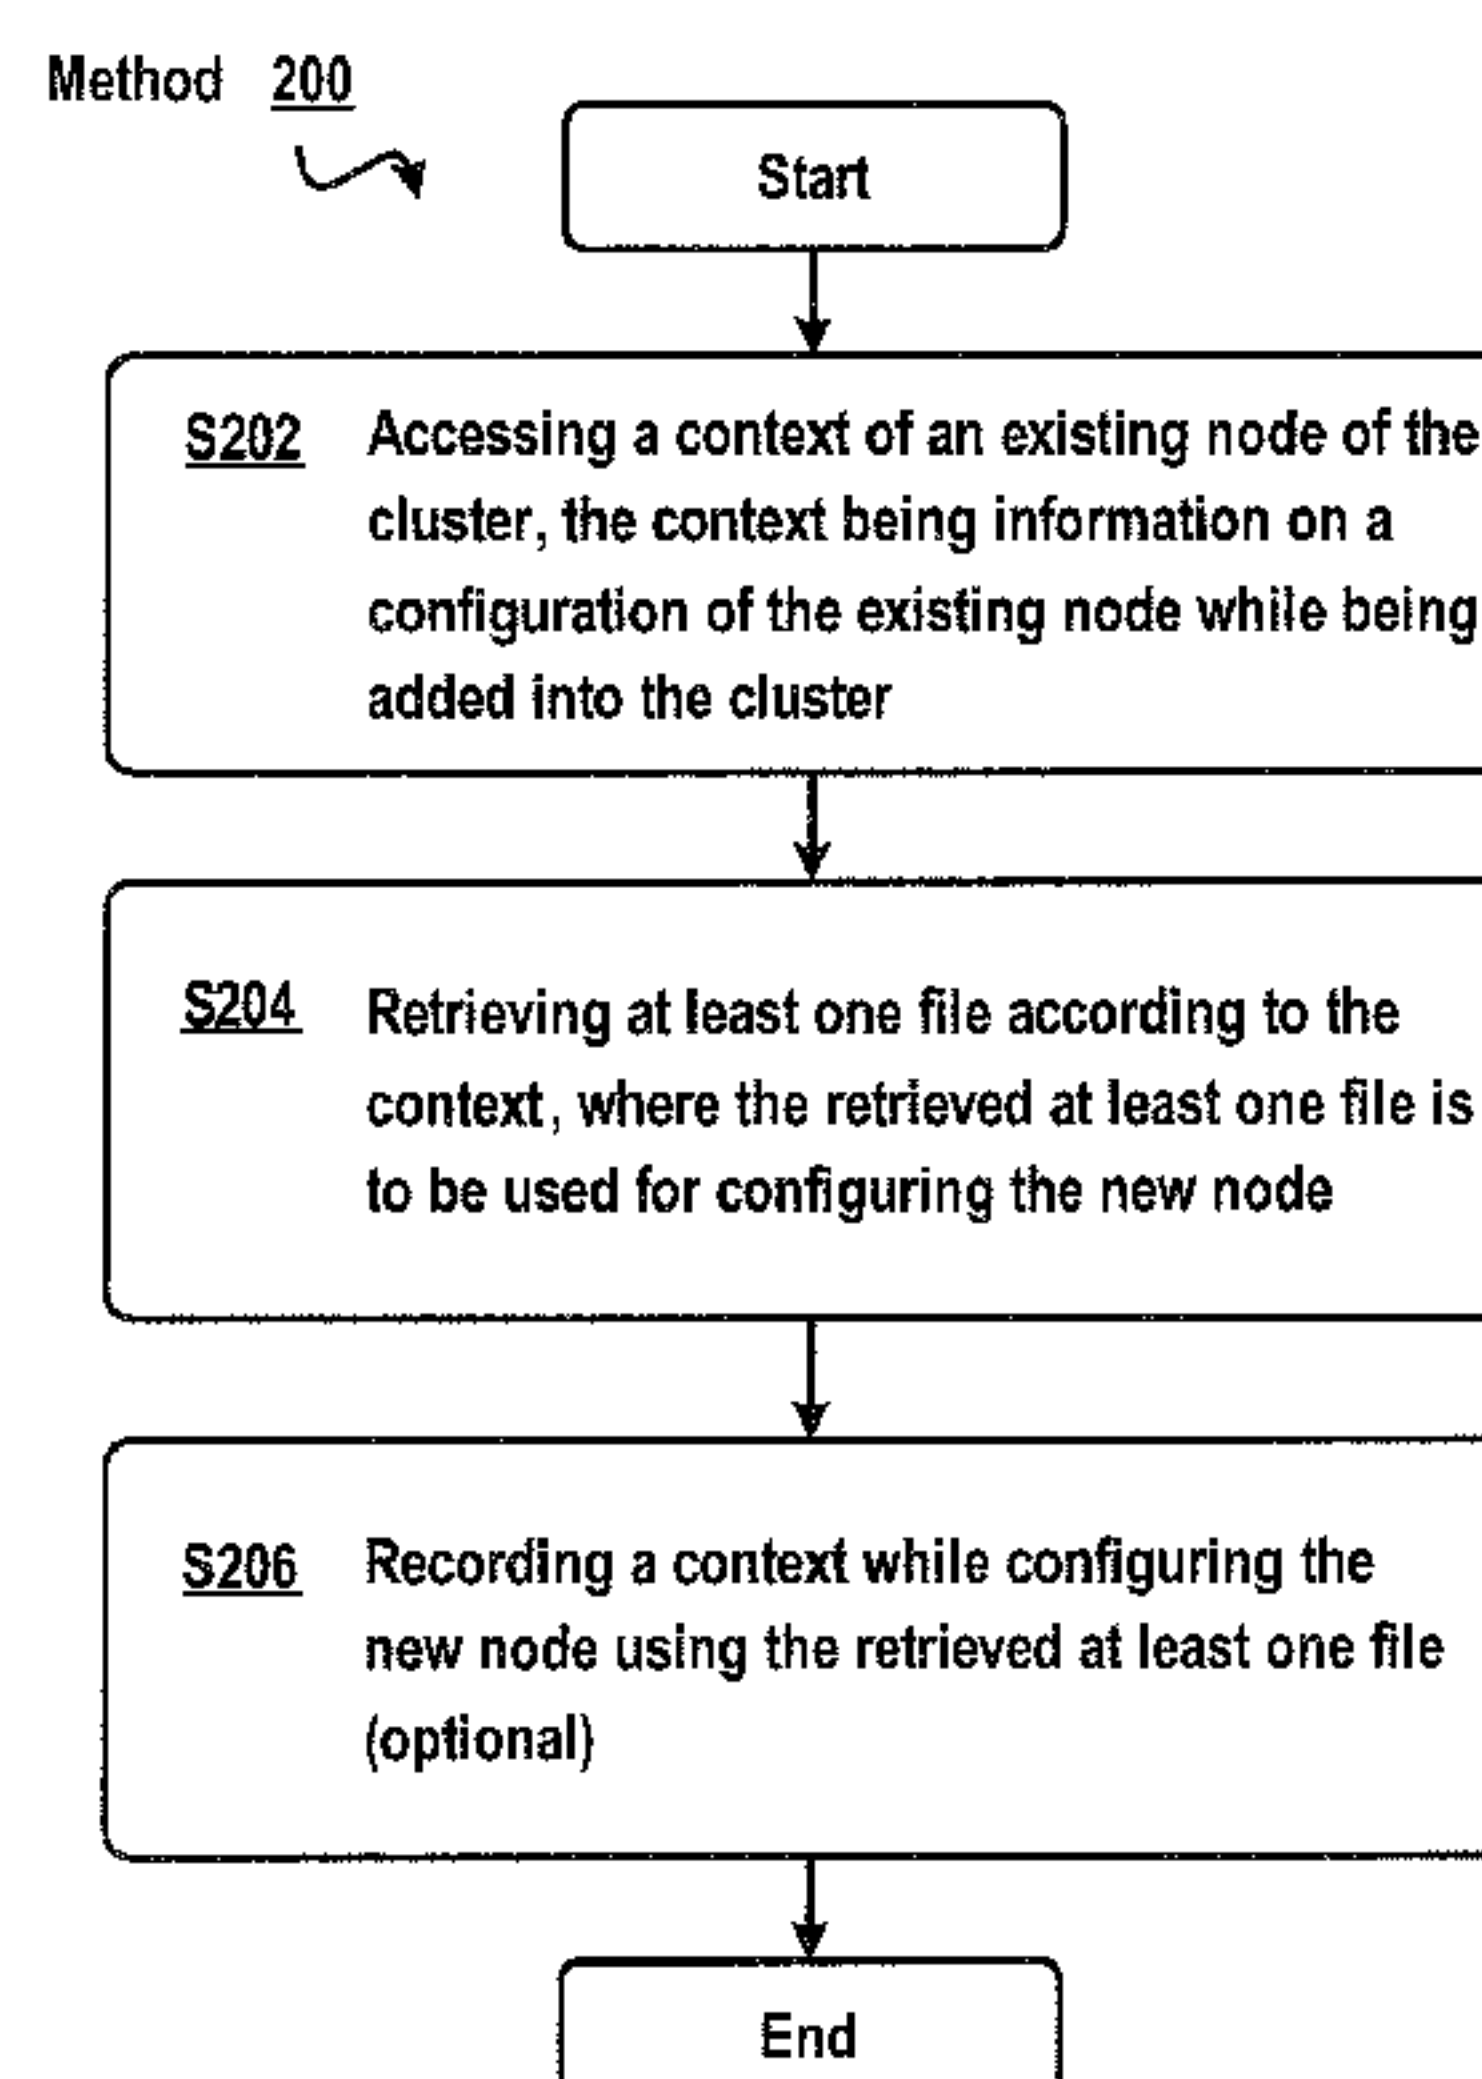 Method 200
Start
S202 Accessing a context of an existing node of the
cluster, the context being information on a
configuration of the existing node while being
added into the cluster
S204 Retrieving at least one file according to the
context, where the retrieved at least one file is
to be used for configuring the new node
S206 Recording a context while configuring the
new node using the retrieved at least one file
(optional)
End